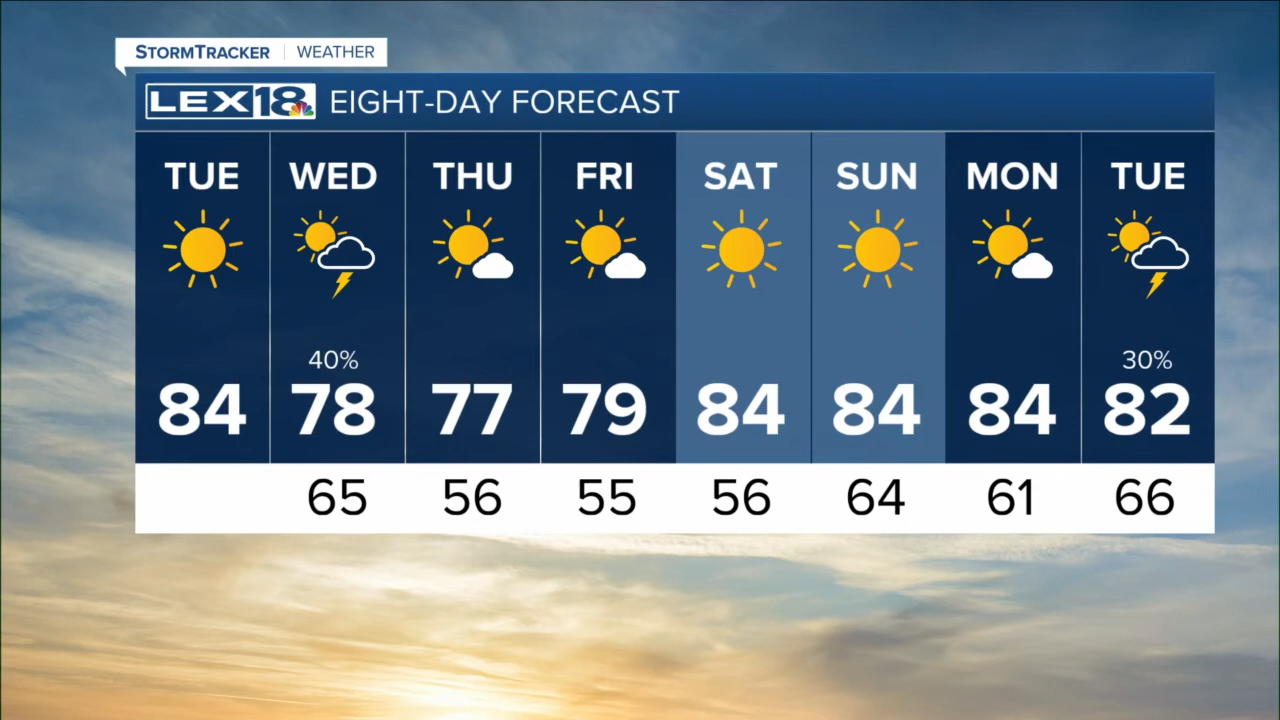 STORMTRACKER WEATHER
LEX18 EIGHT-DAY FORECAST
TUE WED THU FRI SAT SUN MON TUE
40% 30%
84 78 77 79 84 84 84 82
65 56 55 56 64 61 66